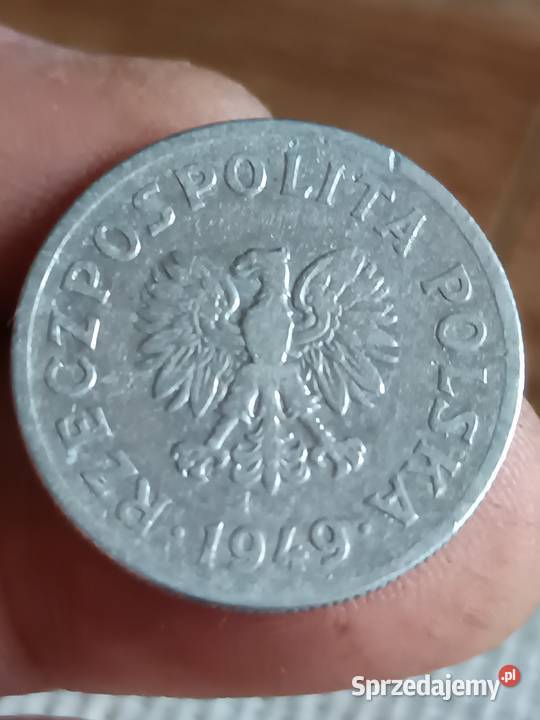 RZECZPOSPOLITA POLSKA
· 1949 ·
Sprzedajemy.pl